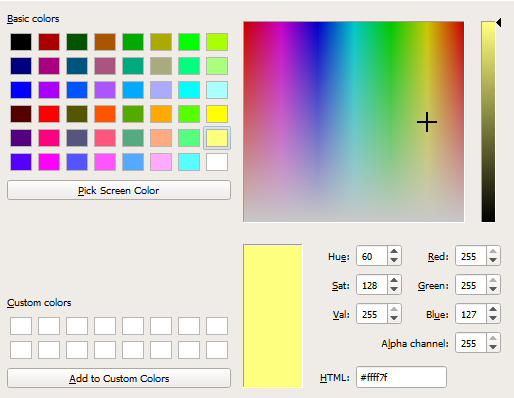 Basic colors
Pick Screen Color
Custom colors
Add to Custom Colors
Hue: 60
Red: 255
Sat: 128
Green: 255
Val: 255
Blue: 127
Alpha channel: 255
HTML: #ffff7f